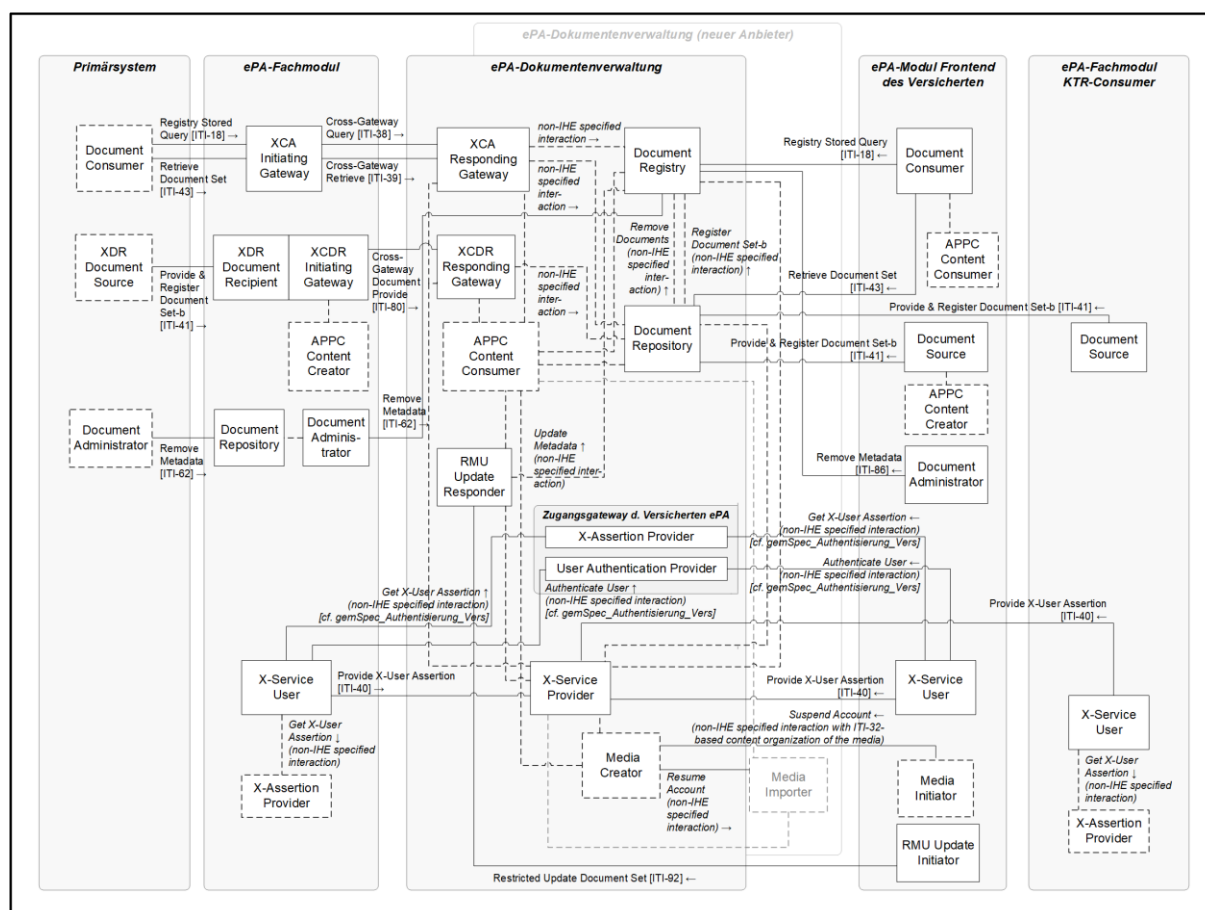 ePA-Dokumentenverwaltung (neuer Anbieter)
Primärsystem
ePA-Fachmodul
ePA-Dokumentenverwaltung
ePA-Modul Frontend
des Versicherten
ePA-Fachmodul
KTR-Consumer
Document
Consumer
Registry Stored
Query [ITI-18] →
Retrieve
Document Set
[ITI-43] →
XCA
Initiating
Gateway
Cross-Gateway
Query [ITI-38] →
Cross-Gateway
Retrieve [ITI-39] →
XCA
Responding
Gateway
non-IHE specified
interaction →
non-IHE
specified
inter-
action →
Document
Registry
Registry Stored Query
[ITI-18] ←
Document
Consumer
APPC
Content
Consumer
XDR
Document
Source
Provide &
Register
Document
Set-b
[ITI-41] →
XDR
Document
Recipient
XCDR
Initiating
Gateway
Cross-
Gateway
Document
Provide
[ITI-80] →
XCDR
Responding
Gateway
non-IHE
specified
inter-
action →
Remove
Documents
(non-IHE
specified
inter-
action) ↑
Register
Document Set-b
(non-IHE specified
interaction) ↑
Retrieve Document Set
[ITI-43] ←
Provide & Register Document Set-b [ITI-41] ←
APPC
Content
Creator
APPC
Content
Consumer
Document
Repository
Provide & Register Document Set-b
[ITI-41] ←
Document
Source
Document
Source
APPC
Content
Creator
Document
Administrator
Remove
Metadata
[ITI-62] →
Document
Repository
Document
Adminis-
trator
Remove
Metadata
[ITI-62] →
Update
Metadata ↑
(non-IHE
specified inter-
action)
RMU
Update
Responder
Remove Metadata
[ITI-86] ←
Document
Administrator
Zugangsgateway d. Versicherten ePA
X-Assertion Provider
User Authentication Provider
Get X-User Assertion ←
(non-IHE specified interaction)
[cf. gemSpec_Authentisierung_Vers]
Authenticate User ←
(non-IHE specified interaction)
[cf. gemSpec_Authentisierung_Vers]
Get X-User Assertion ↑
(non-IHE specified interaction)
[cf. gemSpec_Authentisierung_Vers]
Authenticate User ↑
(non-IHE specified interaction)
[cf. gemSpec_Authentisierung_Vers]
Provide X-User Assertion
[ITI-40] ←
X-Service
User
Provide X-User Assertion
[ITI-40] →
X-Service
Provider
Provide X-User Assertion
[ITI-40] ←
X-Service
User
X-Service
User
Get X-User
Assertion ↓
(non-IHE specified
interaction)
X-Assertion
Provider
Suspend Account ←
(non-IHE specified interaction with ITI-32-
based content organization of the media)
Media
Creator
Resume
Account
(non-IHE
specified
interaction) →
Media
Importer
Media
Initiator
Get X-User
Assertion ↓
(non-IHE specified
interaction)
X-Assertion
Provider
RMU Update
Initiator
Restricted Update Document Set [ITI-92] ←